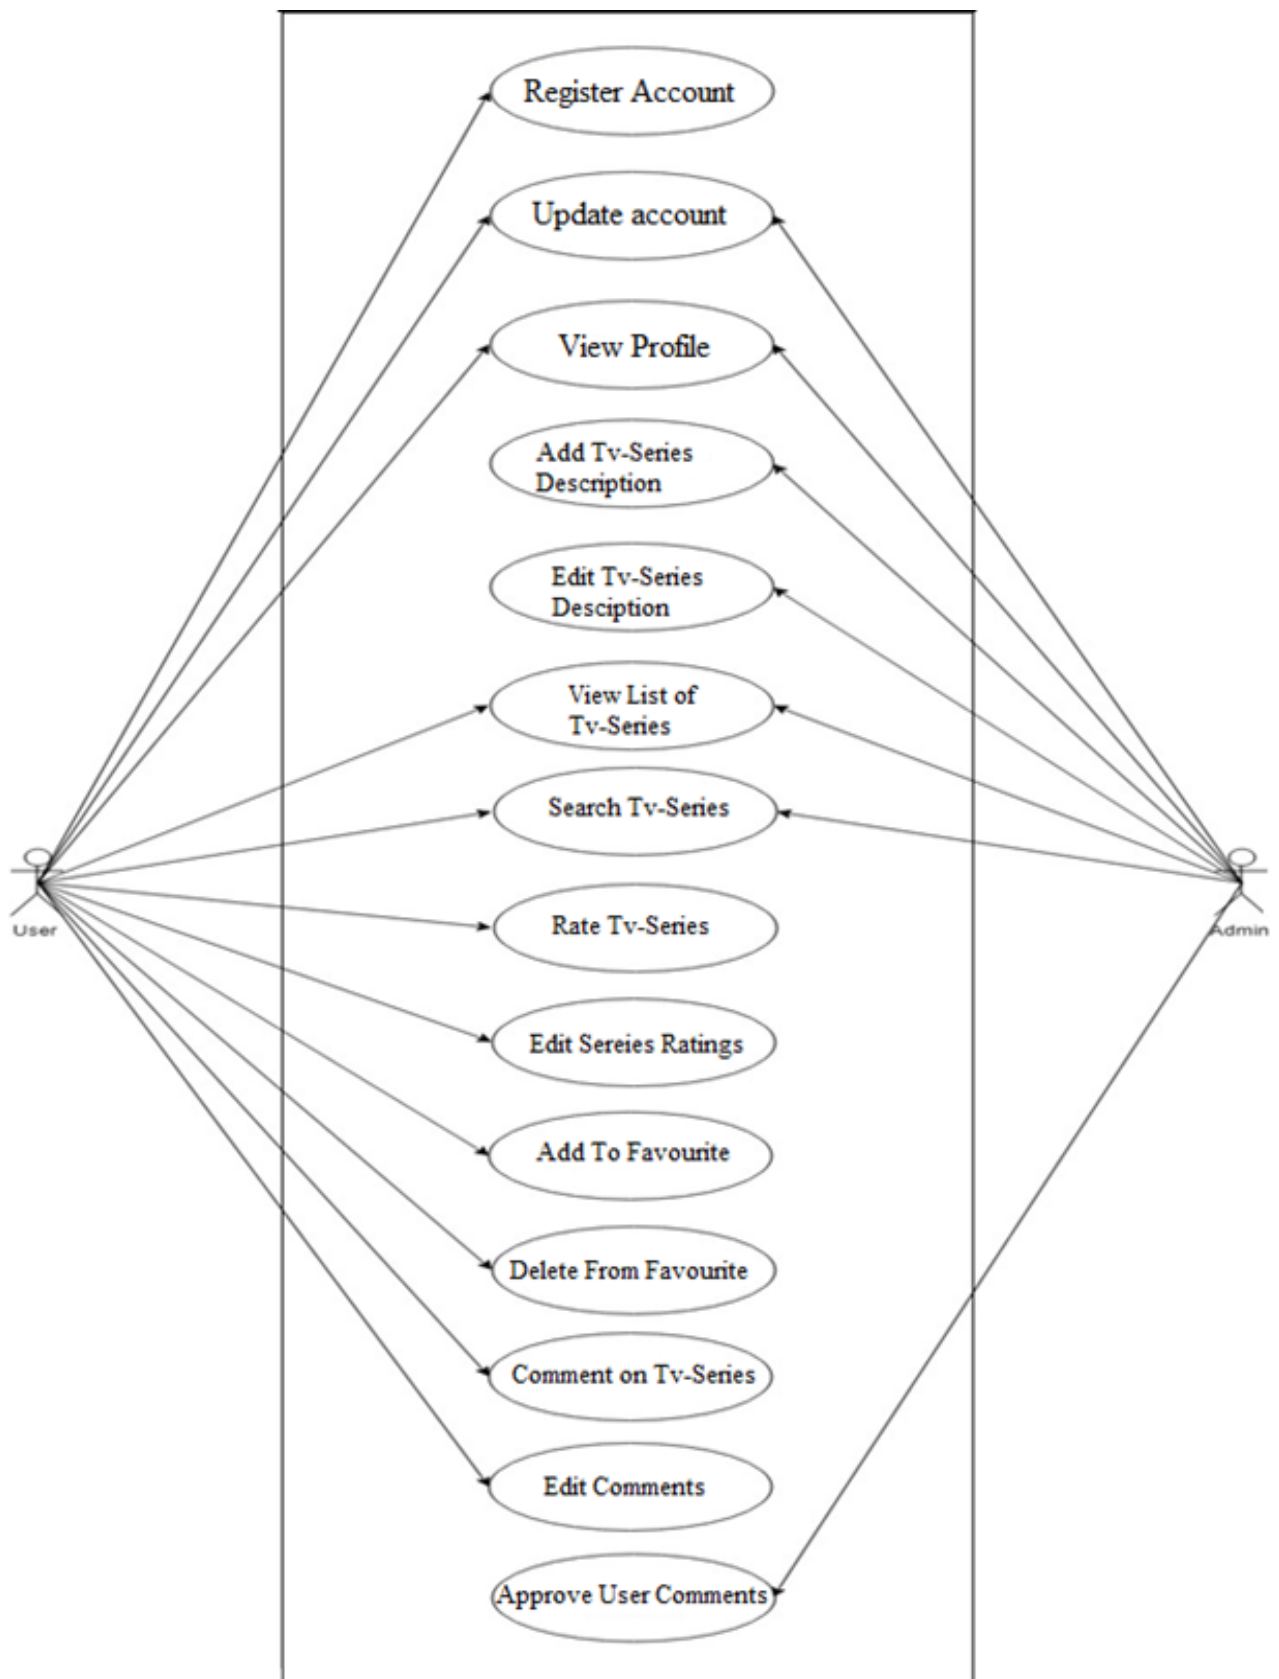 Register Account
Update account
View Profile
Add Tv-Series
Description
Edit Tv-Series
Desciption
View List of
Tv-Series
Search Tv-Series
User
Admin
Rate Tv-Series
Edit Sereies Ratings
Add To Favourite
Delete From Favourite
Comment on Tv-Series
Edit Comments
Approve User Comments